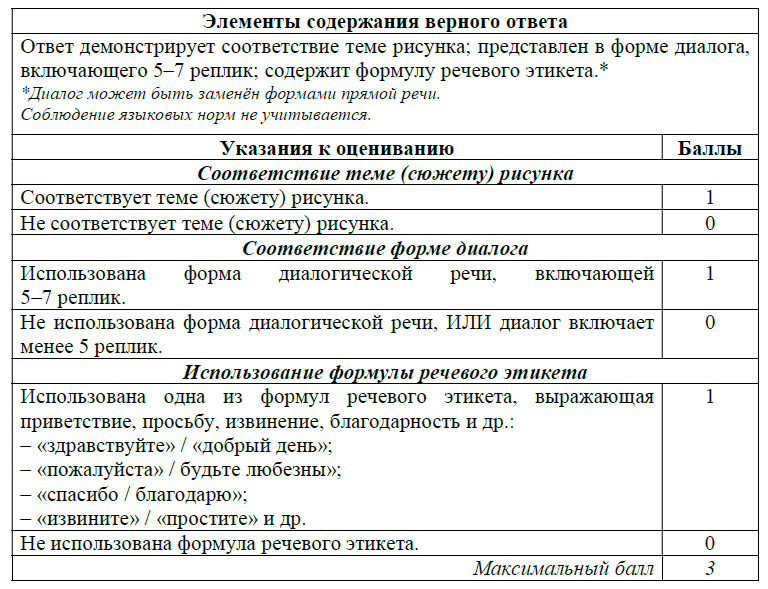 Элементы содержания верного ответа
Ответ демонстрирует соответствие теме рисунка; представлен в форме диалога,
включающего 5–7 реплик; содержит формулу речевого этикета.*
*Диалог может быть заменён формами прямой речи.
Соблюдение языковых норм не учитывается.
Указания к оцениванию Баллы
Соответствие теме (сюжету) рисунка
Соответствует теме (сюжету) рисунка. 1
Не соответствует теме (сюжету) рисунка. 0
Соответствие форме диалога
Использована форма диалогической речи, включающей 1
5–7 реплик.
Не использована форма диалогической речи, ИЛИ диалог включает 0
менее 5 реплик.
Использование формулы речевого этикета
Использована одна из формул речевого этикета, выражающая 1
приветствие, просьбу, извинение, благодарность и др.:
– «здравствуйте» / «добрый день»;
– «пожалуйста» / будьте любезны»;
– «спасибо / благодарю»;
– «извините» / «простите» и др.
Не использована формула речевого этикета. 0
Максимальный балл 3